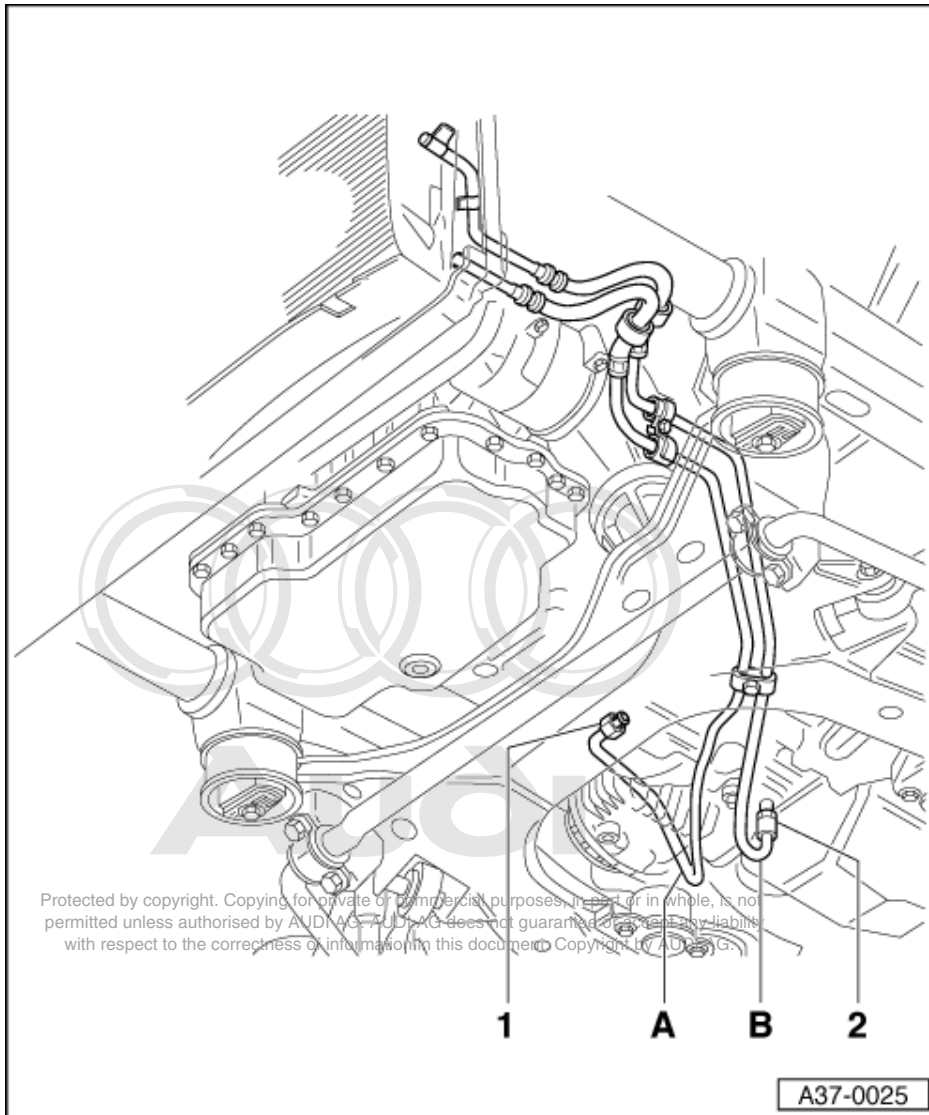 Audi
Protected by copyright. Copying for private or commercial purposes, in part or in whole, is not
permitted unless authorised by AUDI AG. AUDI AG does not guarantee or accept any liability
with respect to the correctness of information in this document. Copyright by AUDI AG.
1 A B 2
A37-0025